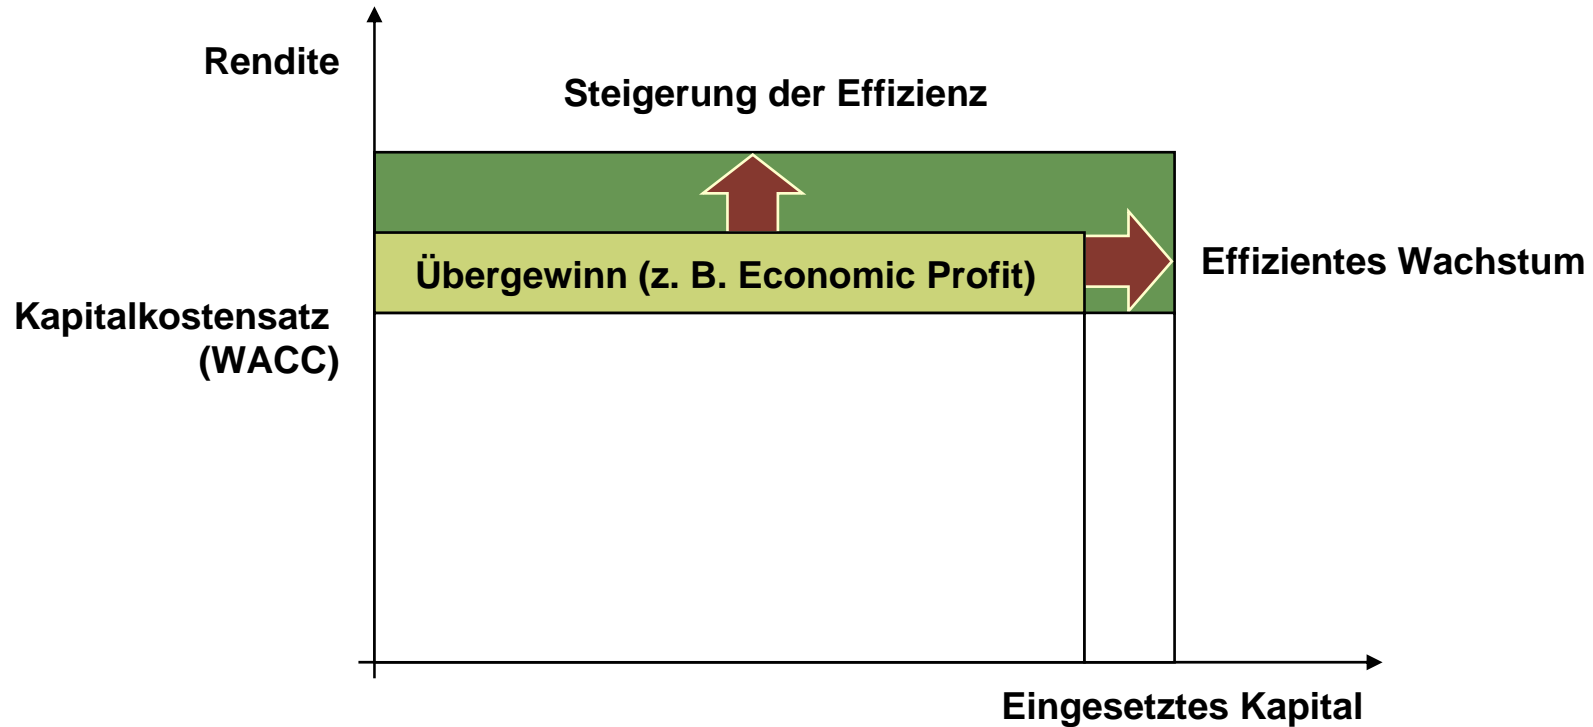 Rendite
Steigerung der Effizienz
Übergewinn (z. B. Economic Profit)
Effizientes Wachstum
Kapitalkostensatz
(WACC)
Eingesetztes Kapital